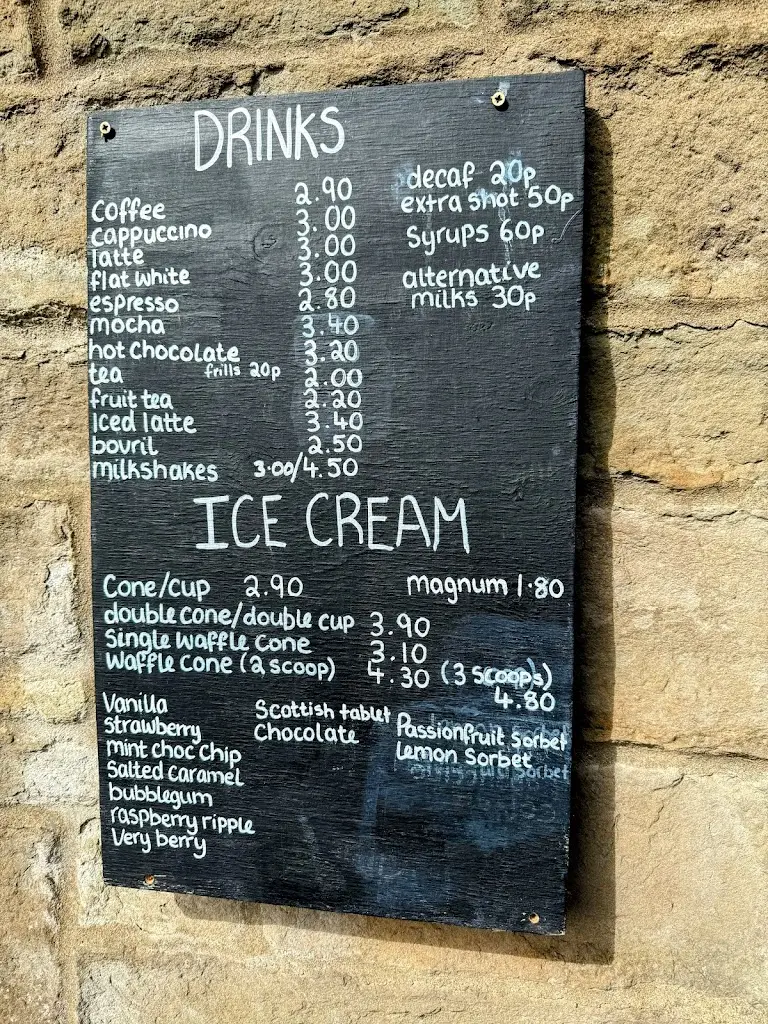 DRINKS
Coffee 2.90
cappuccino 3.00
latte 3.00
flat white 3.00
espresso 2.80
mocha 3.40
hot chocolate 3.20
frills 20p
tea 2.00
fruit tea 2.20
Iced latte 3.40
bovril 2.50
milkshakes 3.00/4.50
decaf 20p
extra shot 50p
Syrups 60p
alternative
milks 30p
ICE CREAM
Cone/cup 2.90
magnum 1.80
double cone/double cup 3.90
Single waffle cone 3.10
waffle cone (2 scoop) 4.30 (3 scoops)
4.80
Vanilla
Strawberry
mint choc chip
Salted caramel
bubblegum
raspberry ripple
Very berry
Scottish tablet
Chocolate
Passionfruit Sorbet
Lemon Sorbet